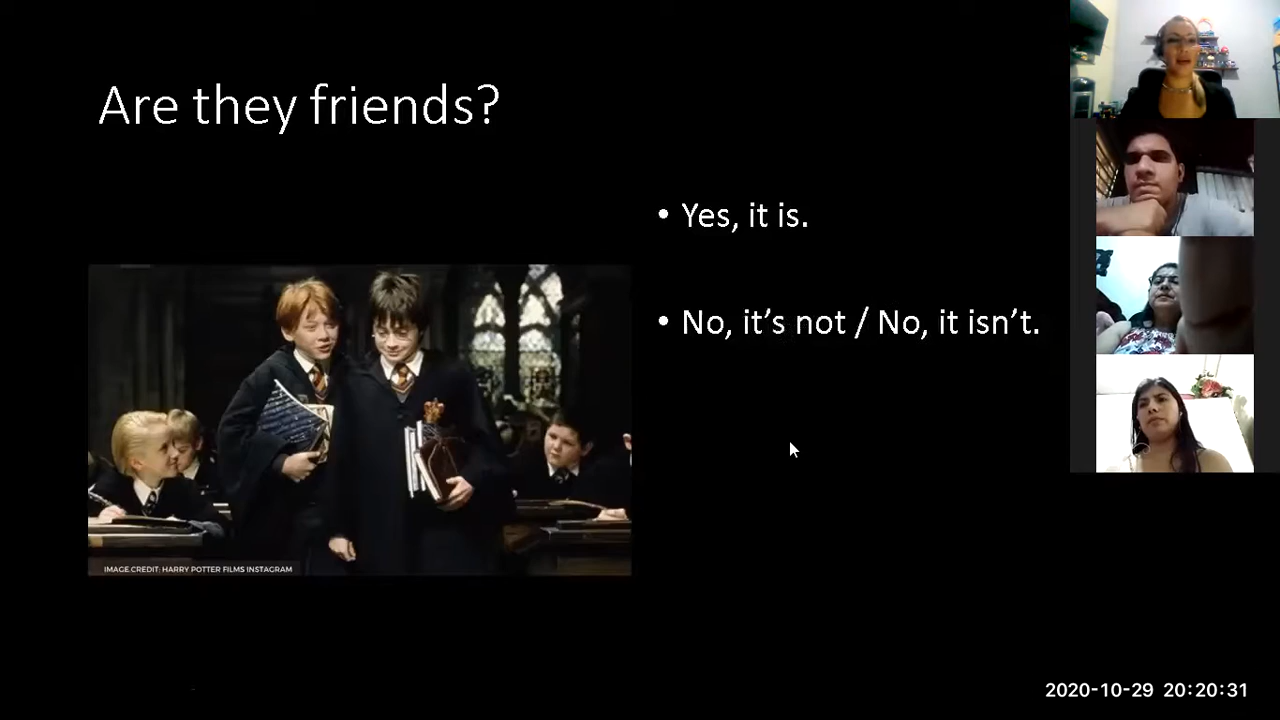 Are they friends?
• Yes, it is.
• No, it’s not / No, it isn’t.
IMAGE CREDIT: HARRY POTTER FILMS INSTAGRAM
2020-10-29 20:20:31